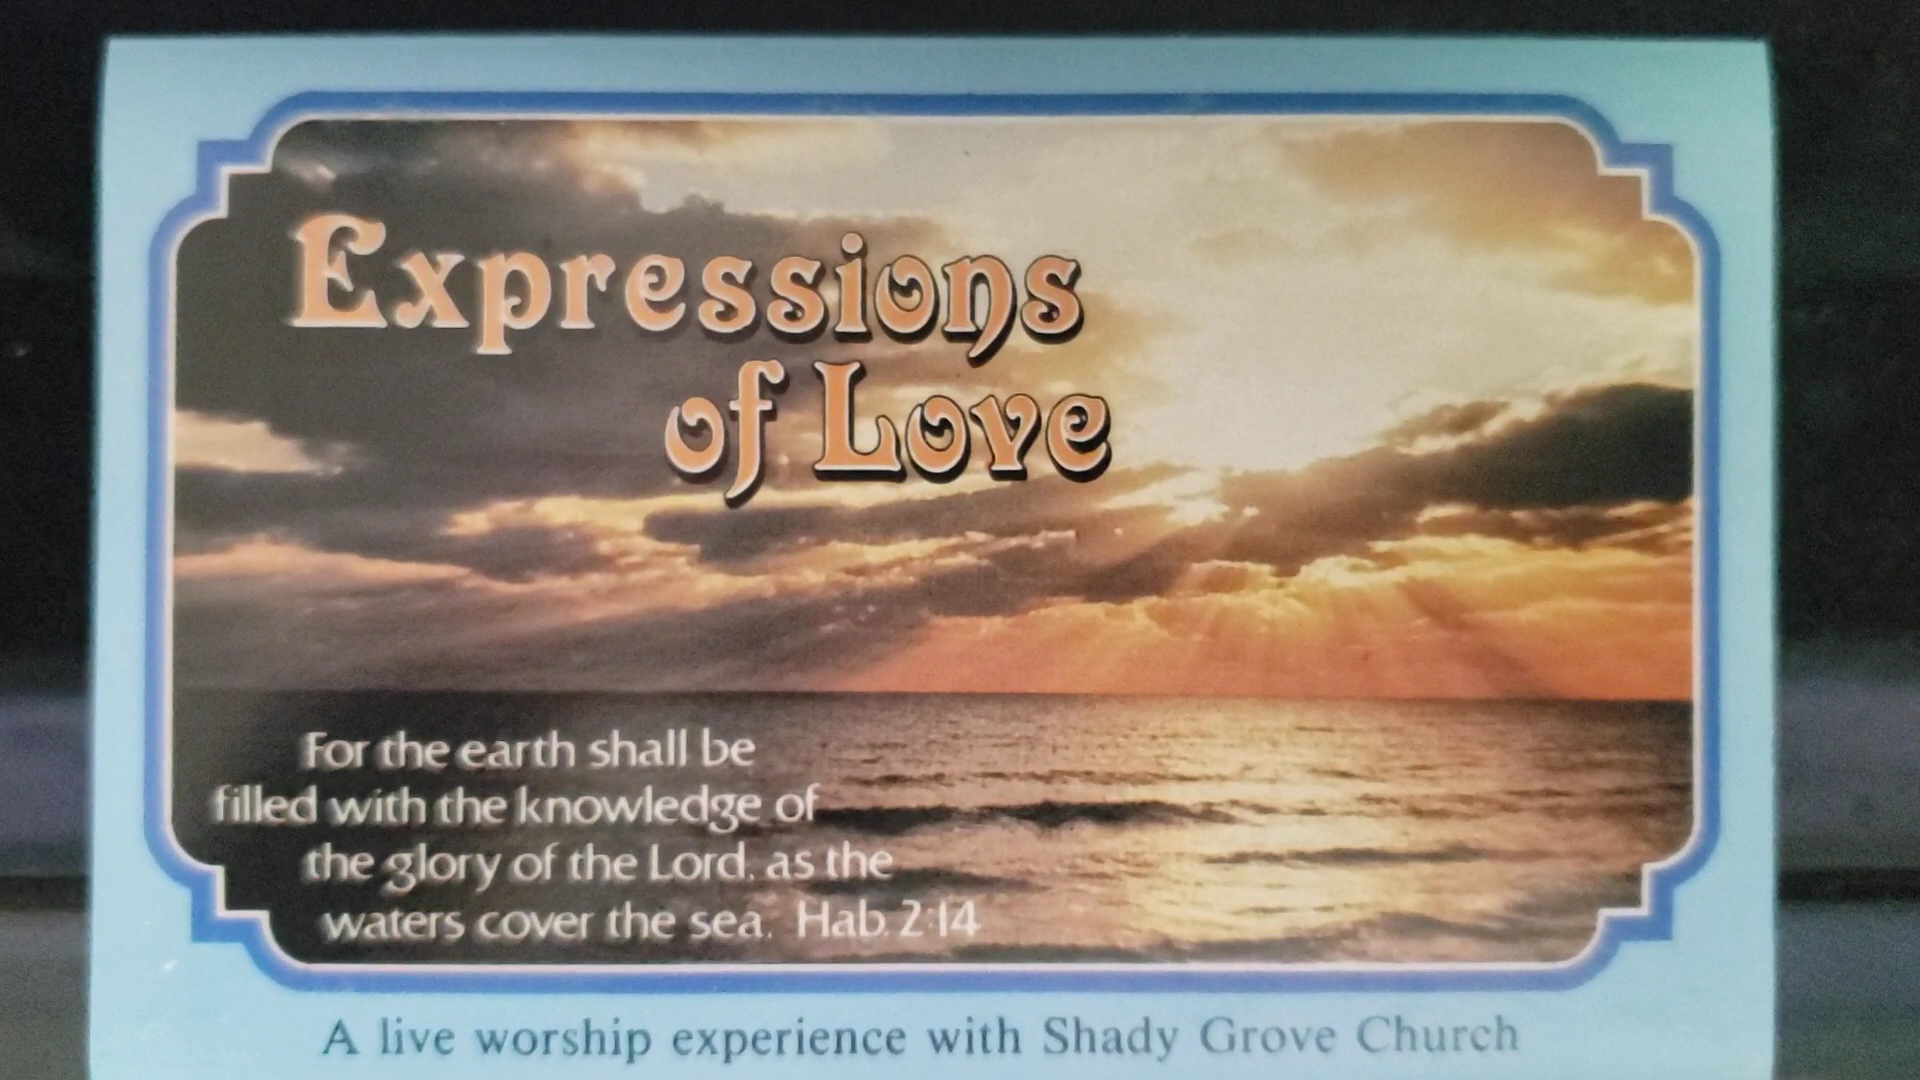 Expressions
of Love
For the earth shall be
filled with the knowledge of
the glory of the Lord, as the
waters cover the sea. Hab. 2:14
A live worship experience with Shady Grove Church